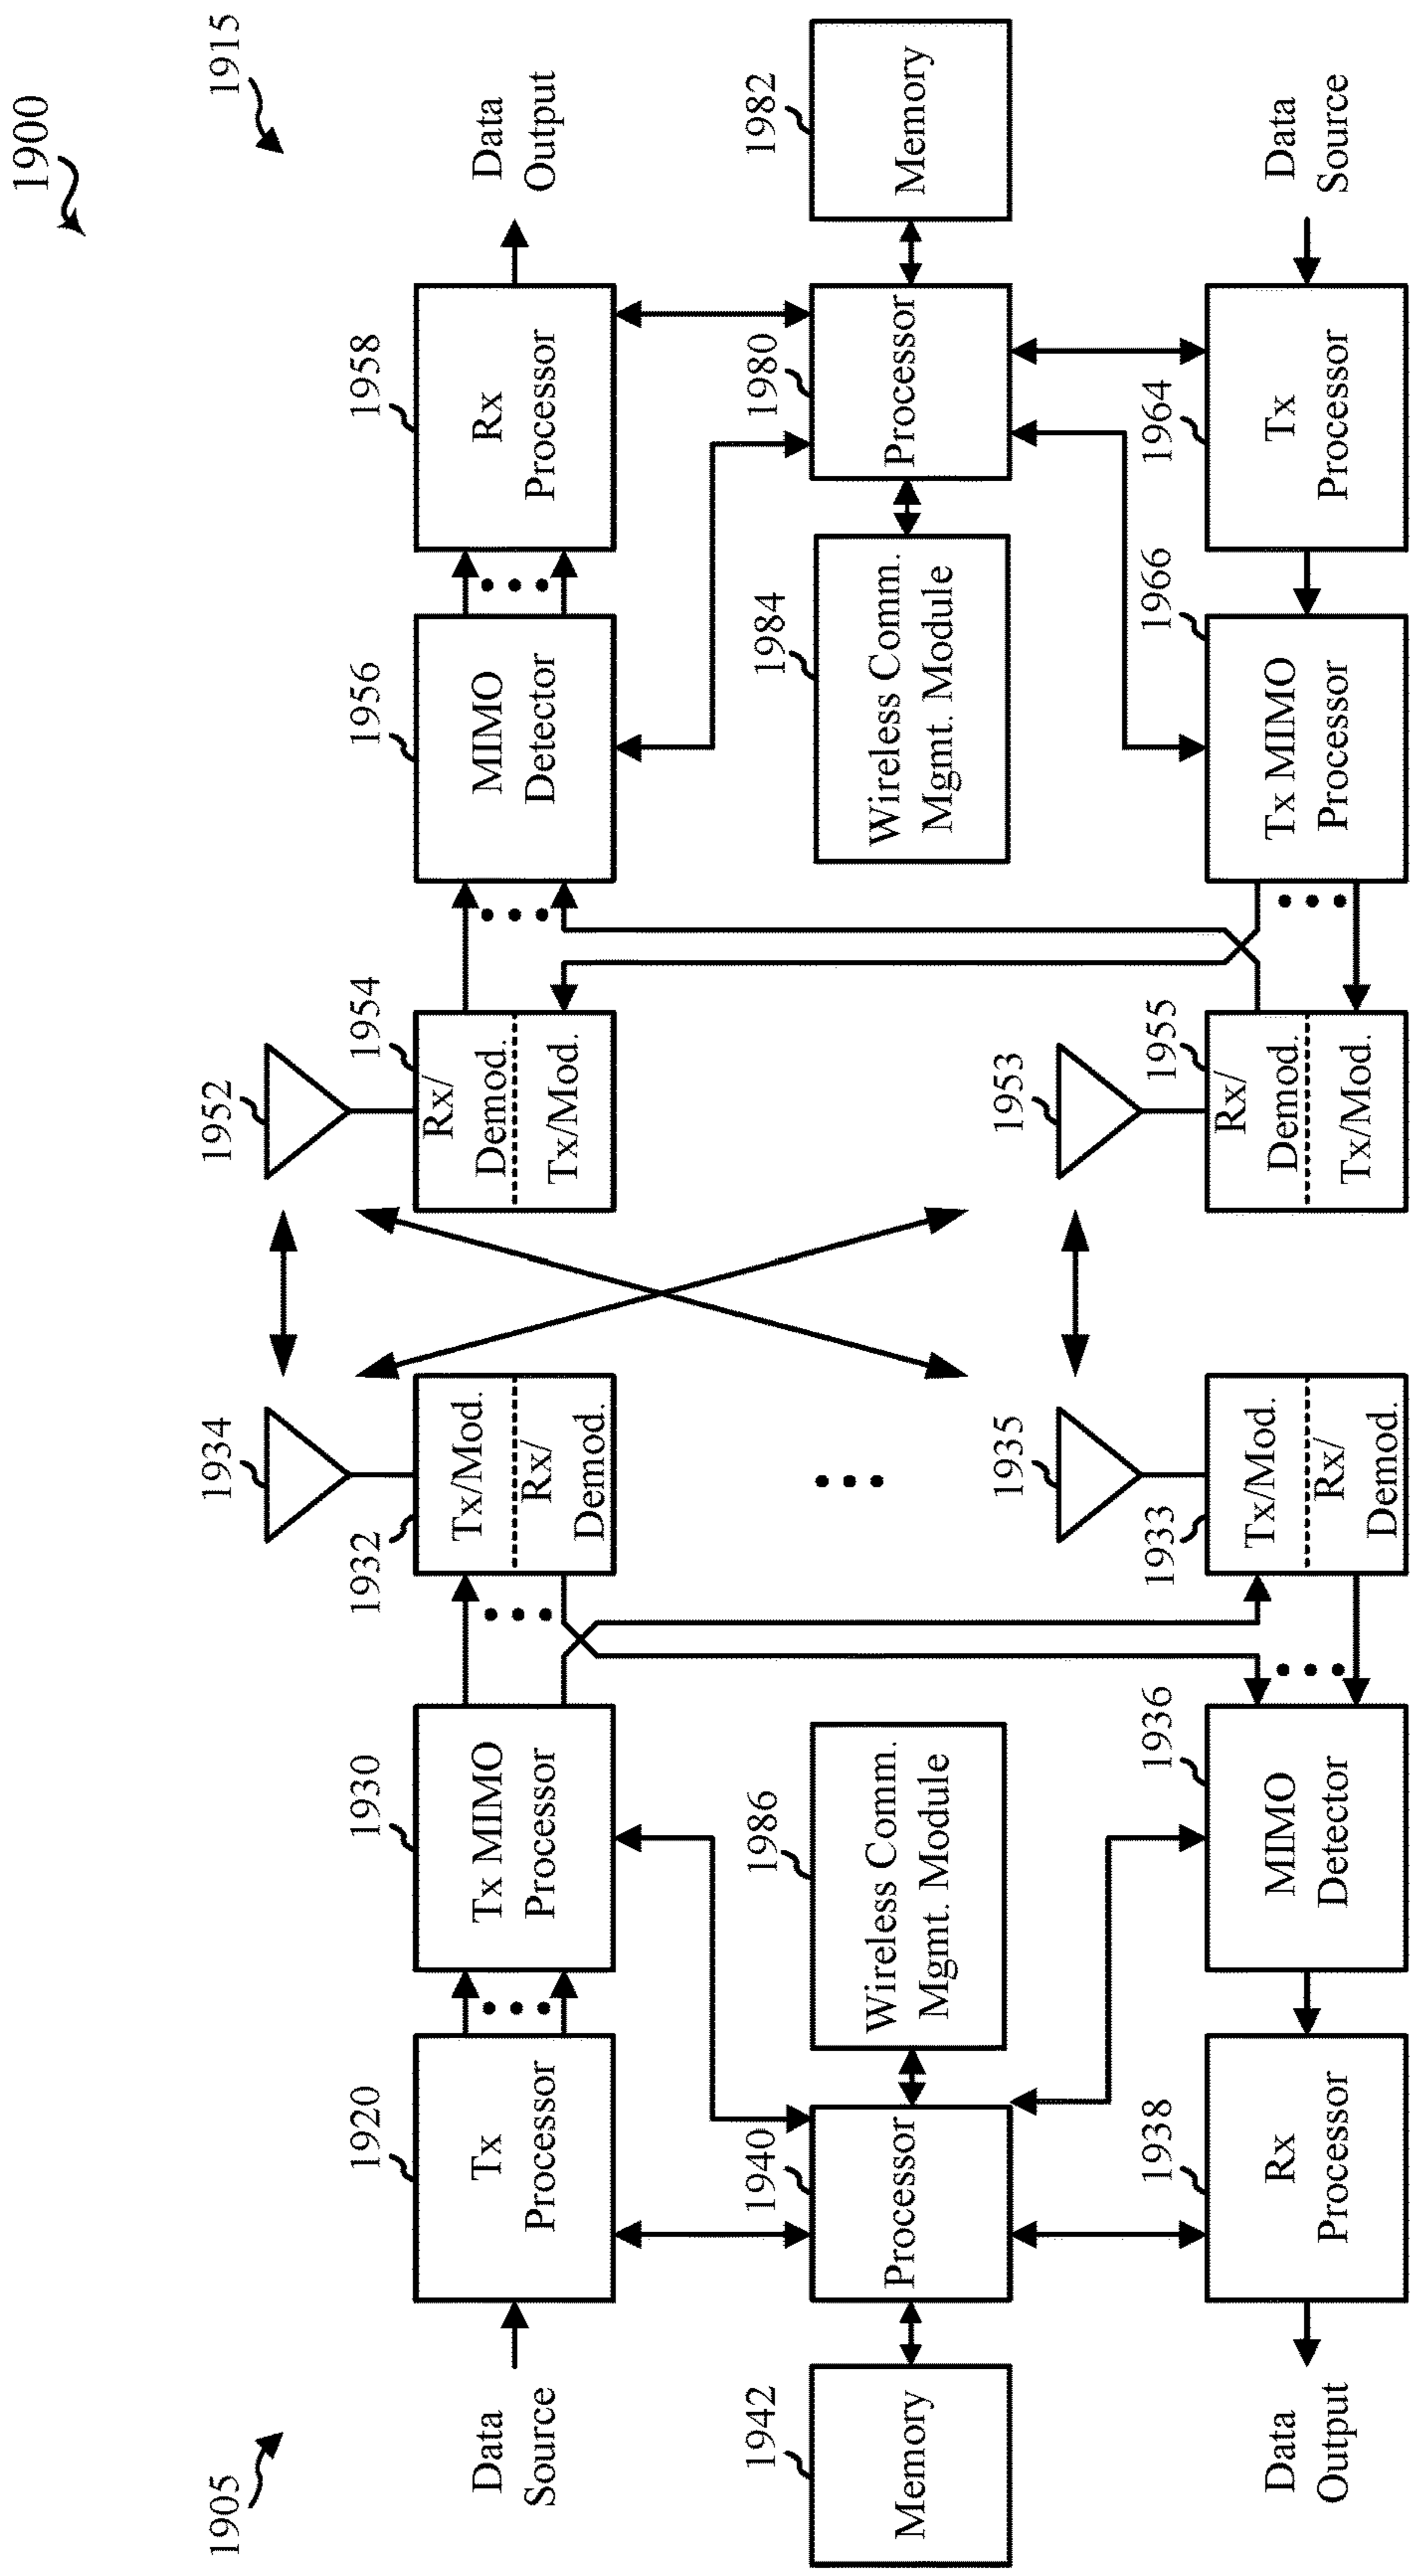 1900
1905
1915
1934
1952
1920
1930
1932
1954
1956
1958
Data
Source
Tx
Processor
Tx MIMO
Processor
Tx/Mod.
Rx/
Demod.
Rx/
Demod.
Tx/Mod.
MIMO
Detector
Rx
Processor
Data
Output
1942
1940
1986
1984
1980
1982
Memory
Processor
Wireless Comm.
Mgmt. Module
Wireless Comm.
Mgmt. Module
Processor
Memory
1935
1953
1938
1936
1933
1955
1966
1964
Data
Output
Rx
Processor
MIMO
Detector
Tx/Mod.
Rx/
Demod.
Rx/
Demod.
Tx/Mod.
Tx MIMO
Processor
Tx
Processor
Data
Source